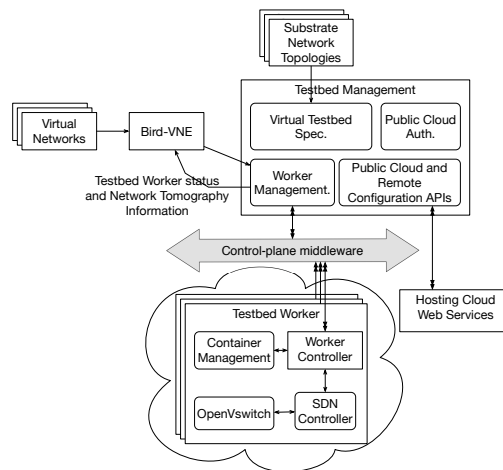 Substrate
Network
Topologies
Testbed Management
Virtual Testbed
Spec.
Public Cloud
Auth.
Virtual
Networks
Bird-VNE
Worker
Management.
Public Cloud and
Remote
Configuration APIs
Testbed Worker status
and Network Tomography
Information
Control-plane middleware
Hosting Cloud
Web Services
Testbed Worker
Container
Management
Worker
Controller
OpenVswitch
SDN
Controller